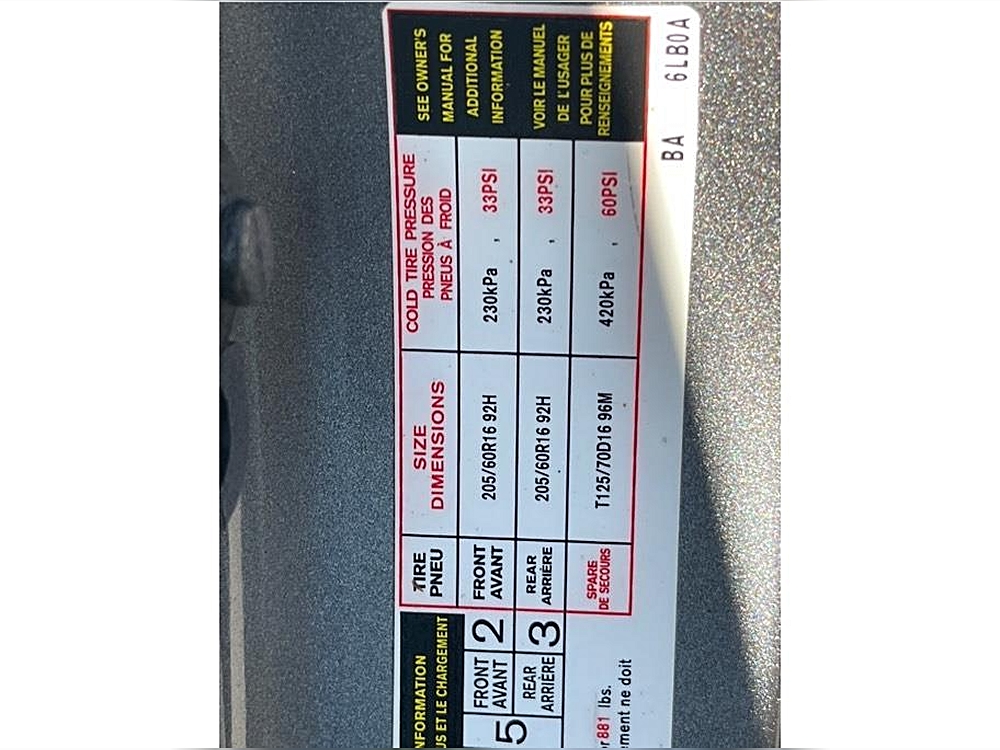 NFORMATION
US ET LE CHARGEMENT
5
FRONT
AVANT
2
REAR
ARRIÈRE
3
r 881 lbs.
ement ne doit
TIRE
PNEU
SIZE
DIMENSIONS
COLD TIRE PRESSURE
PRESSION DES
PNEUS À FROID
FRONT
AVANT
205/60R16 92H
230kPa , 33PSI
REAR
ARRIÈRE
205/60R16 92H
230kPa , 33PSI
SPARE
DE SECOURS
T125/70D16 96M
420kPa , 60PSI
SEE OWNER'S
MANUAL FOR
ADDITIONAL
INFORMATION
VOIR LE MANUEL
DE L'USAGER
POUR PLUS DE
RENSEIGNEMENTS
BA 6LB0A